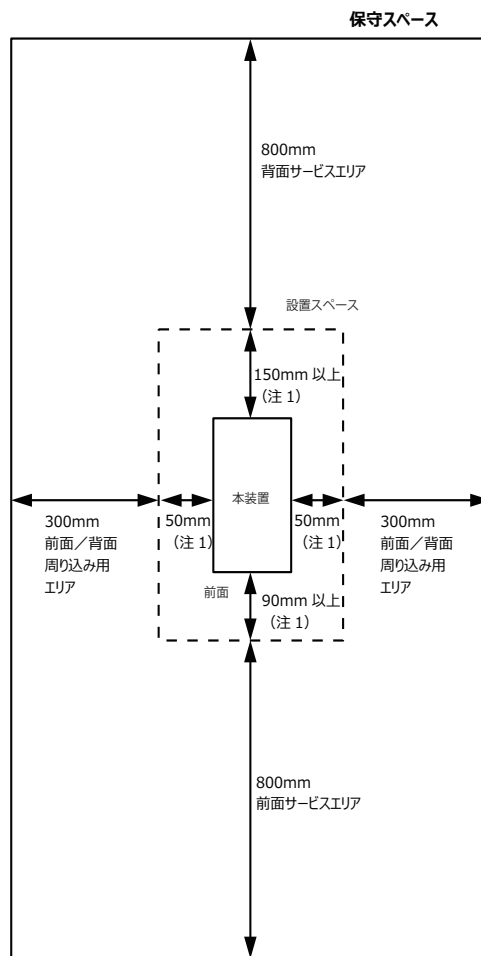 保守スペース
800mm
背面サービスエリア
設置スペース
150mm 以上
（注 1）
本装置
300mm
前面／背面
周り込み用
エリア
50mm
（注 1）
50mm
（注 1）
300mm
前面／背面
周り込み用
エリア
前面
90mm 以上
（注 1）
800mm
前面サービスエリア